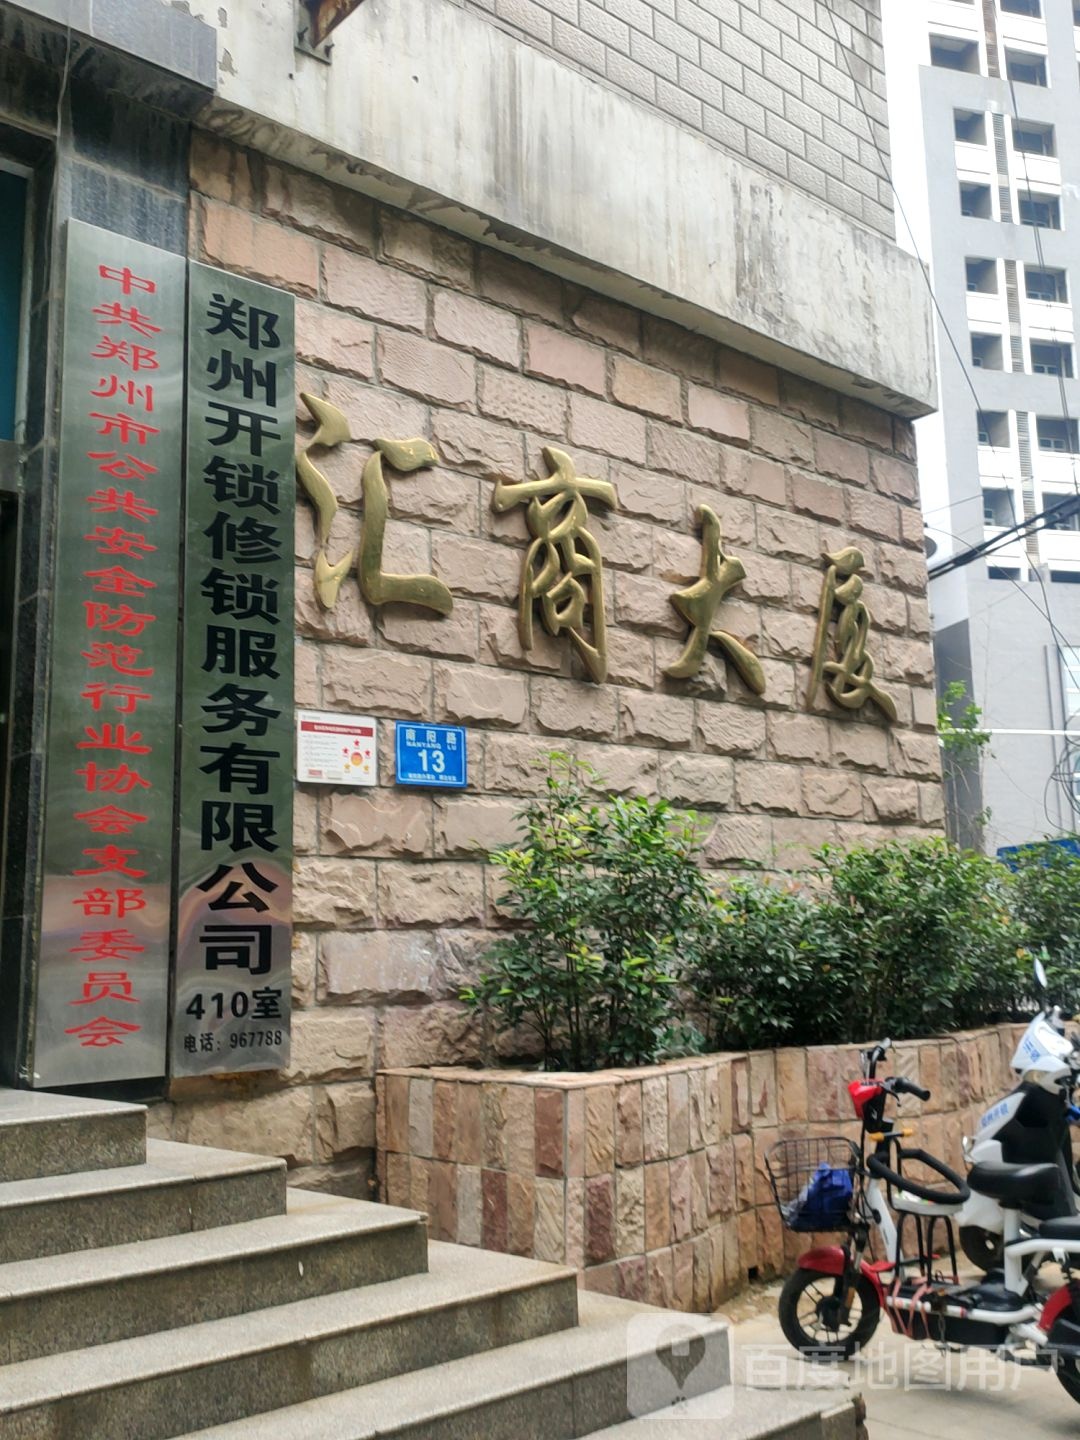 中共郑州市公共安全防范行业协会支部委员会
郑州开锁修锁服务有限公司
410室
电话：967788
汇商大厦
南阳路
NANYANG LU
13
百度地图用户